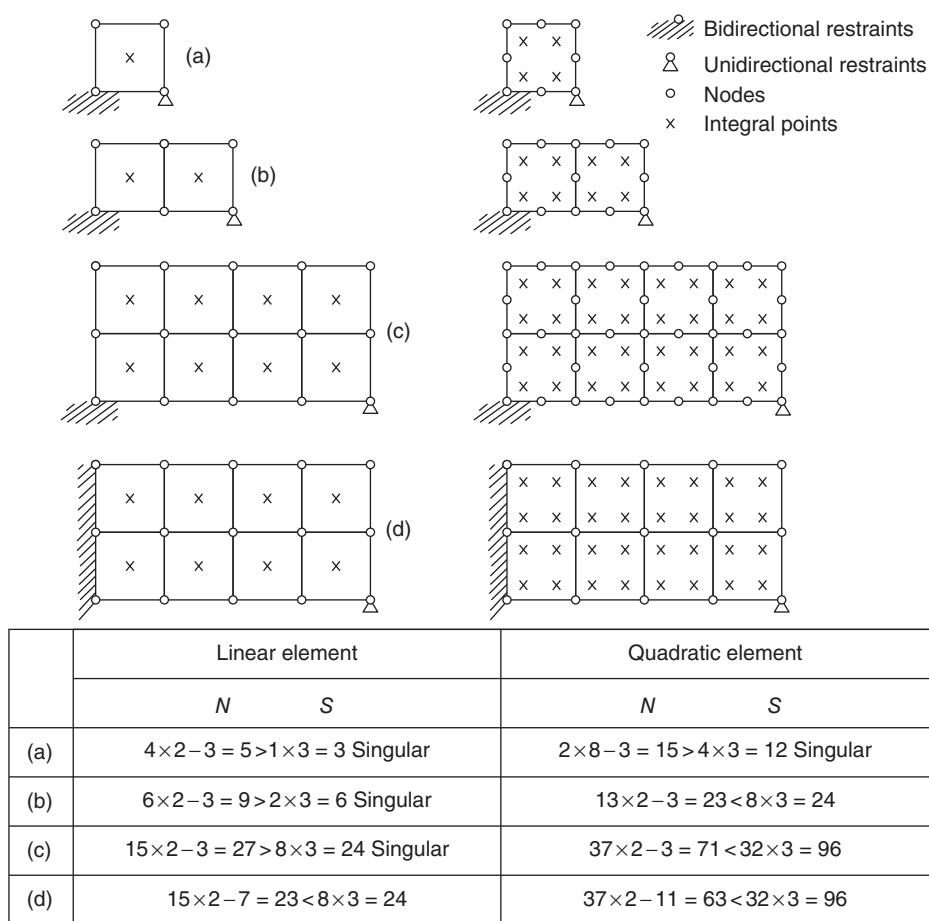 (a)
Bidirectional restraints
Unidirectional restraints
Nodes
Integral points
(b)
(c)
(d)
Linear element Quadratic element
N S N S
(a) 4×2−3 = 5>1×3 = 3 Singular 2×8−3 = 15>4×3 = 12 Singular
(b) 6×2−3 = 9>2×3 = 6 Singular 13×2−3 = 23<8×3 = 24
(c) 15×2−3 = 27>8×3 = 24 Singular 37×2−3 = 71<32×3 = 96
(d) 15×2−7 = 23<8×3 = 24 37×2−11 = 63<32×3 = 96